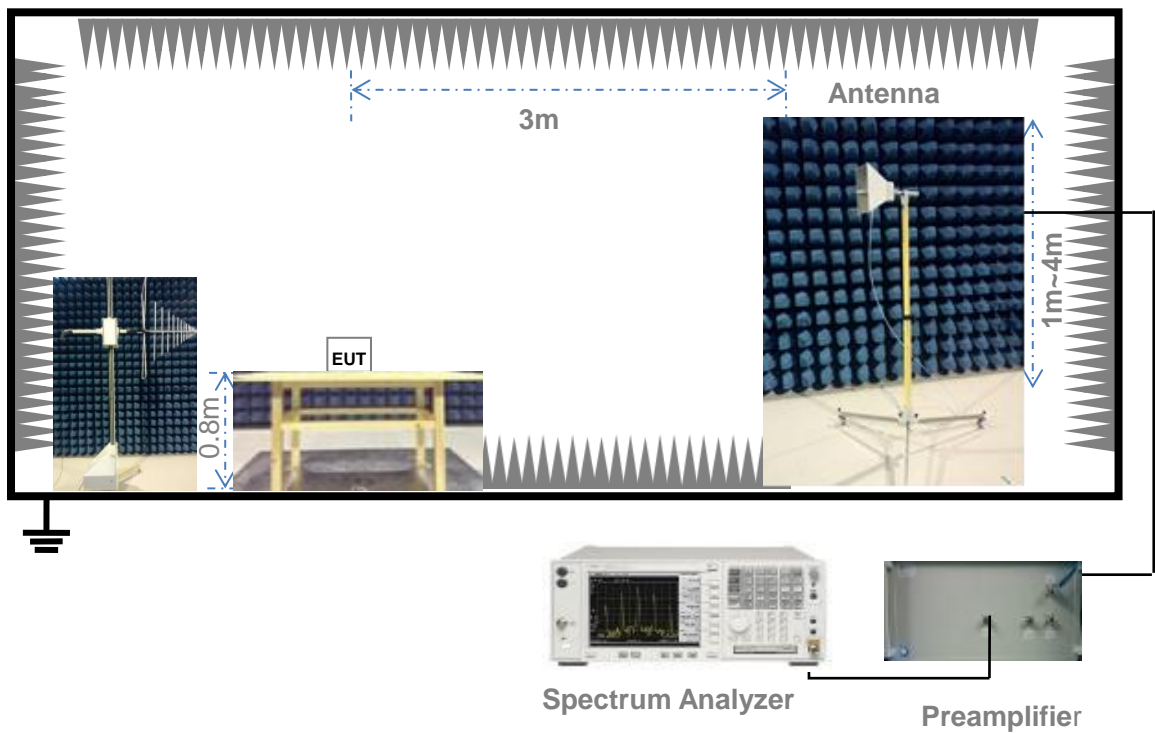 Antenna
3m
1m~4m
EUT
0.8m
Spectrum Analyzer
Preamplifier